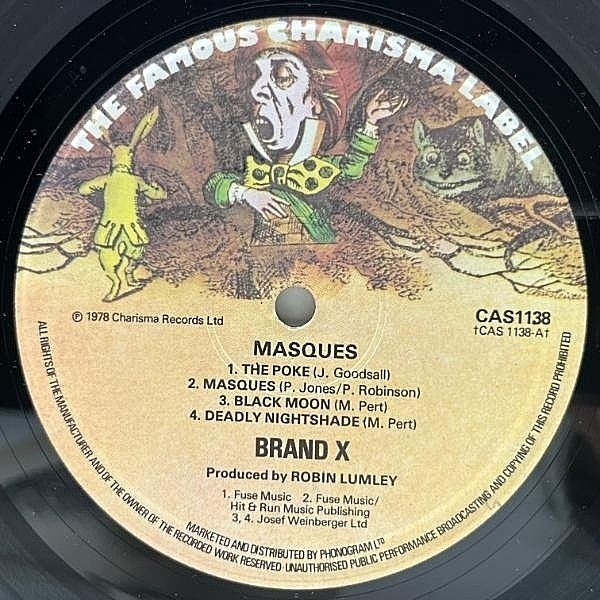 THE FAMOUS CHARISMA LABEL
℗ 1978 Charisma Records Ltd
CAS1138
†CAS 1138-A†
MASQUES
1. THE POKE (J. Goodsall)
2. MASQUES (P. Jones/P. Robinson)
3. BLACK MOON (M. Pert)
4. DEADLY NIGHTSHADE (M. Pert)
BRAND X
Produced by ROBIN LUMLEY
1. Fuse Music 2. Fuse Music/
Hit & Run Music Publishing
3, 4. Josef Weinberger Ltd
MARKETED AND DISTRIBUTED BY PHONOGRAM LTD
ALL RIGHTS OF THE MANUFACTURER AND OF THE OWNER OF THE RECORDED WORK RESERVED · UNAUTHORISED PUBLIC PERFORMANCE BROADCASTING AND COPYING OF THIS RECORD PROHIBITED